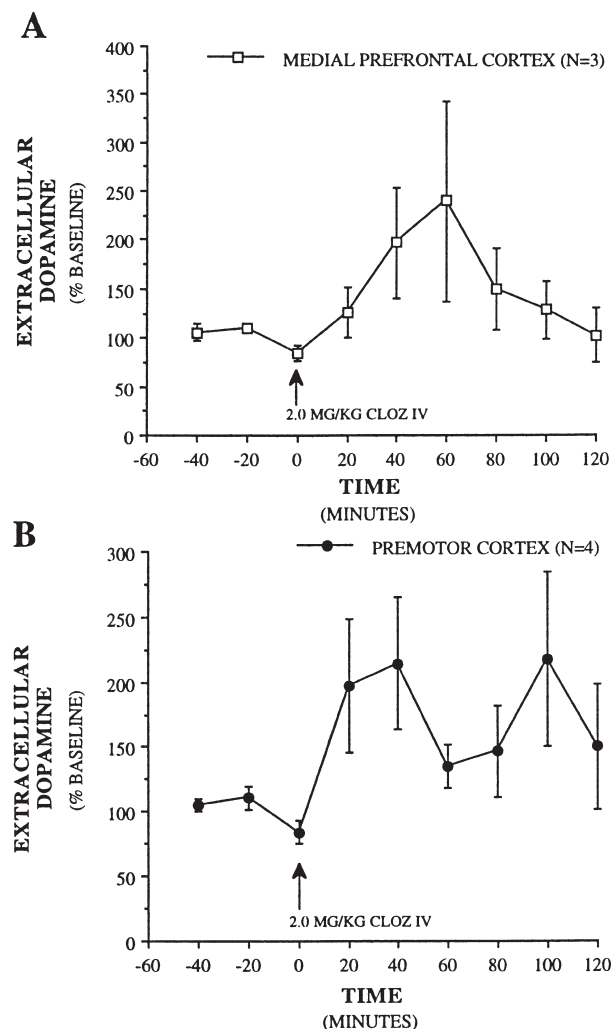 A
MEDIAL PREFRONTAL CORTEX (N=3)
EXTRACELLULAR
DOPAMINE
(% BASELINE)
400
350
300
250
200
150
100
50
0
2.0 MG/KG CLOZ IV
-60 -40 -20 0 20 40 60 80 100 120
TIME
(MINUTES)
B
PREMOTOR CORTEX (N=4)
EXTRACELLULAR
DOPAMINE
(% BASELINE)
300
250
200
150
100
50
0
2.0 MG/KG CLOZ IV
-60 -40 -20 0 20 40 60 80 100 120
TIME
(MINUTES)